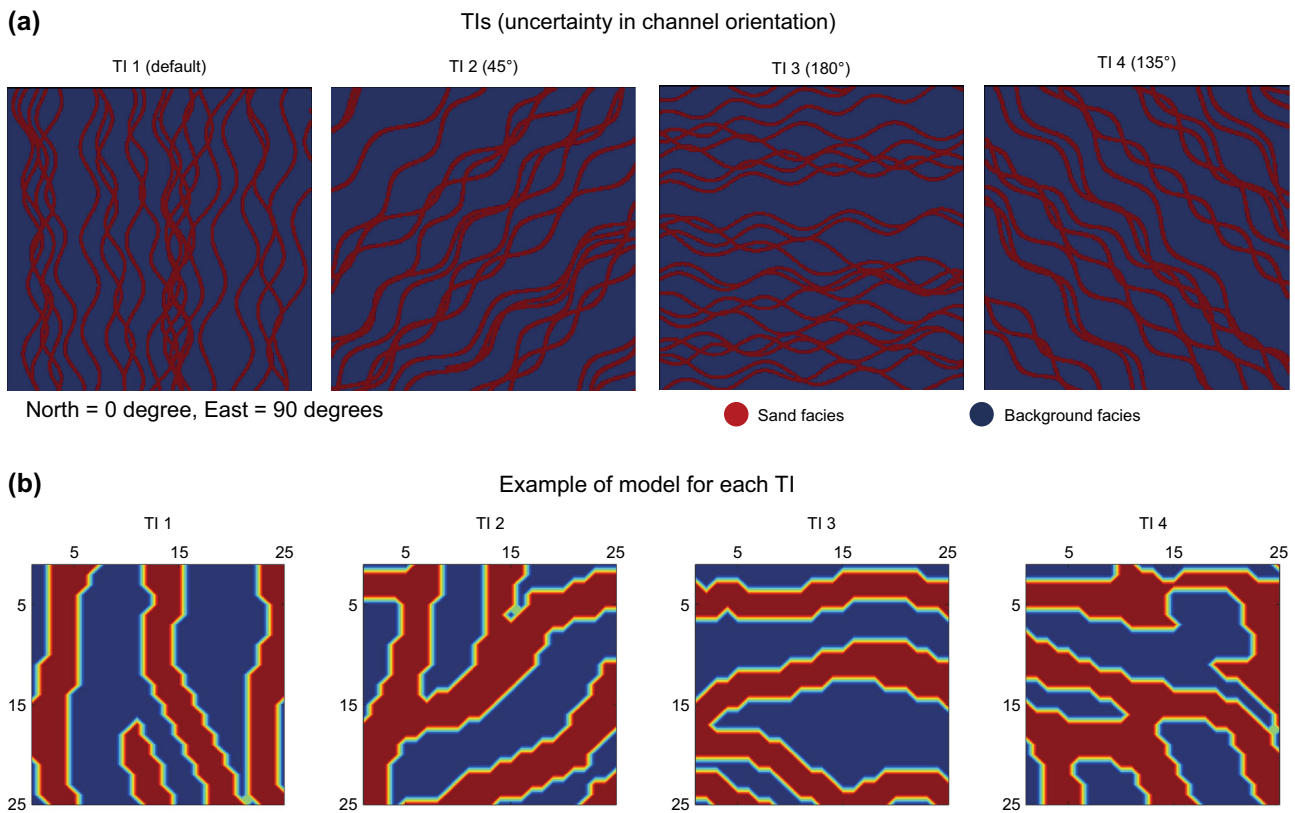 (a)
TIs (uncertainty in channel orientation)
TI 1 (default)
TI 2 (45°)
TI 3 (180°)
TI 4 (135°)
North = 0 degree, East = 90 degrees
Sand facies
Background facies
(b)
Example of model for each TI
TI 1
TI 2
TI 3
TI 4
5 15 25
5 15 25
5 15 25
5 15 25
5
5
5
5
15
15
15
15
25
25
25
25